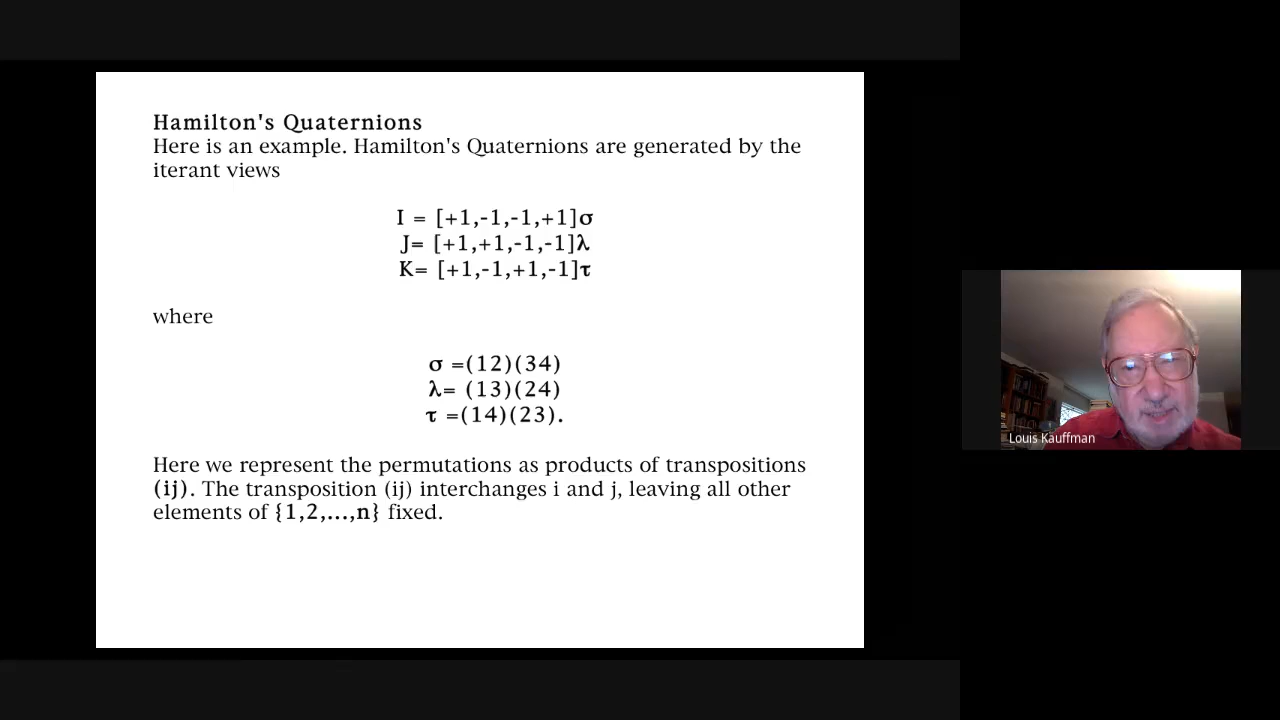 Hamilton's Quaternions
Here is an example. Hamilton's Quaternions are generated by the
iterant views
I = [+1,-1,-1,+1]σ
J= [+1,+1,-1,-1]λ
K= [+1,-1,+1,-1]τ
where
σ =(12)(34)
λ= (13)(24)
τ =(14)(23).
Here we represent the permutations as products of transpositions
(ij). The transposition (ij) interchanges i and j, leaving all other
elements of {1,2,...,n} fixed.
Louis Kauffman